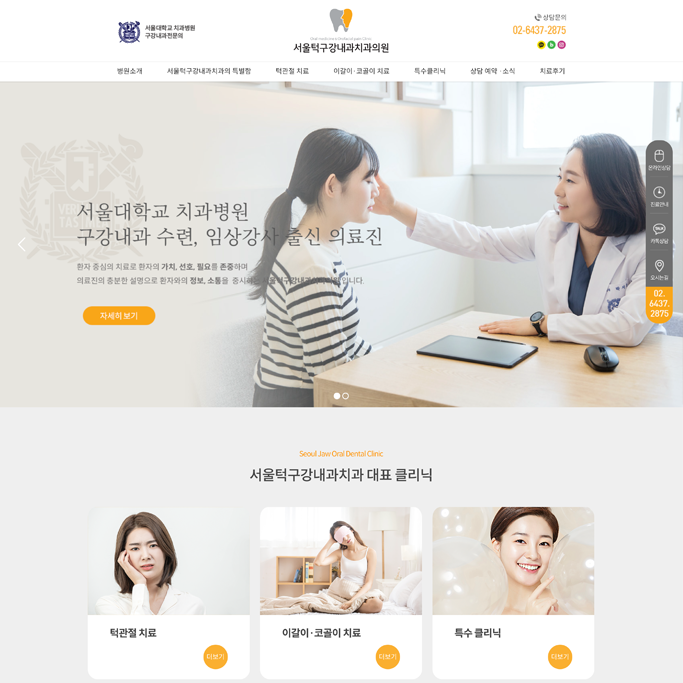 서울대학교 치과병원
구강내과전문의
서울턱구강내과치과의원
상담문의
02-6437-2875
병원소개 서울턱구강내과치과의 특별함 턱관절 치료 이갈이·코골이 치료 특수클리닉 상담 예약·소식 치료후기
서울대학교 치과병원
구강내과 수련, 임상강사 출신 의료진
환자 중심의 치료로 환자의 가치, 선호, 필요를 존중하며
의료진의 충분한 설명으로 환자와의 정보, 소통을 중시하는 서울턱구강내과치과의원입니다.
자세히 보기
온라인상담
진료안내
카톡상담
오시는길
02.
6437.
2875
Seoul Jaw Oral Dental Clinic
서울턱구강내과치과 대표 클리닉
턱관절 치료
더보기
이갈이·코골이 치료
더보기
특수 클리닉
더보기